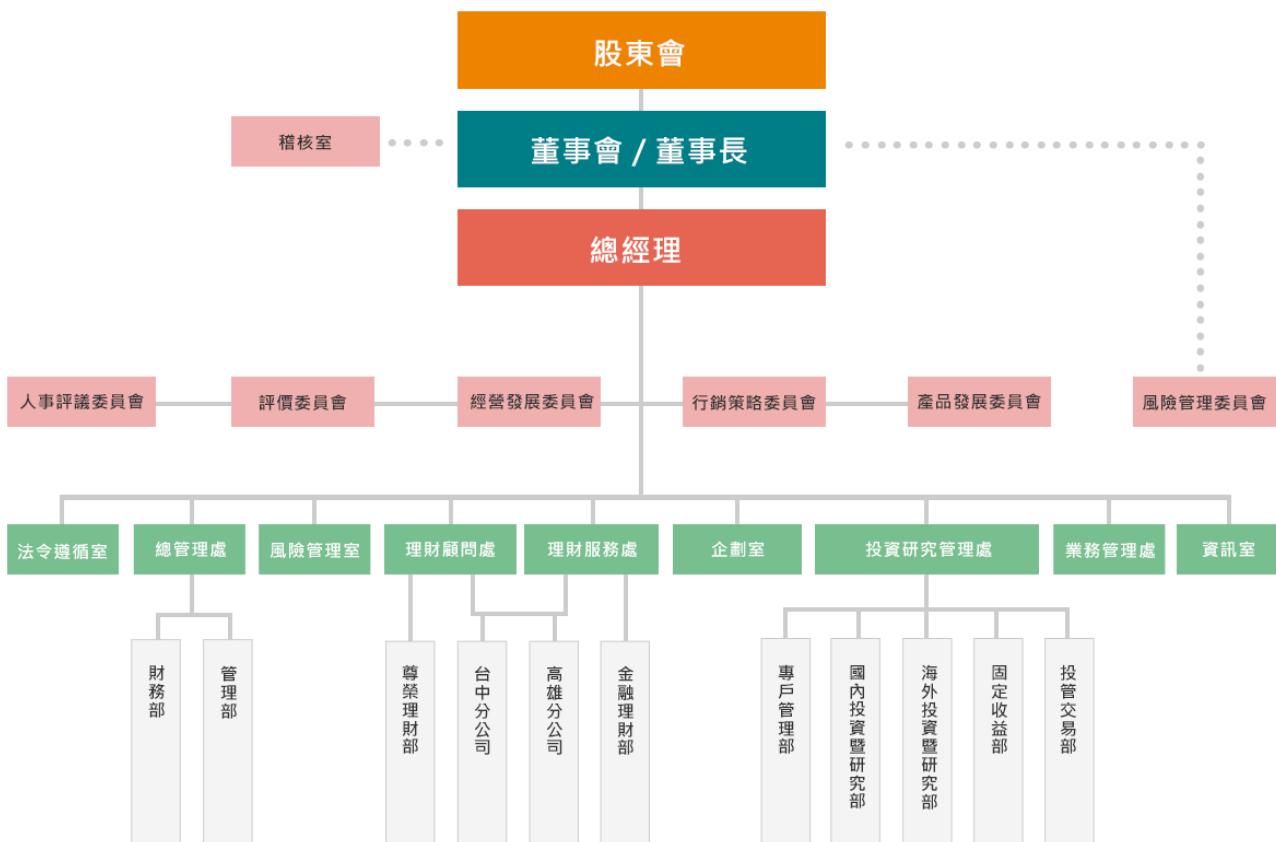 股東會
稽核室
董事會 / 董事長
總經理
人事評議委員會
評價委員會
經營發展委員會
行銷策略委員會
產品發展委員會
風險管理委員會
法令遵循室
總管理處
風險管理室
理財顧問處
理財服務處
企劃室
投資研究管理處
業務管理處
資訊室
財務部
管理部
尊榮理財部
台中分公司
高雄分公司
金融理財部
專戶管理部
國內投資暨研究部
海外投資暨研究部
固定收益部
投管交易部